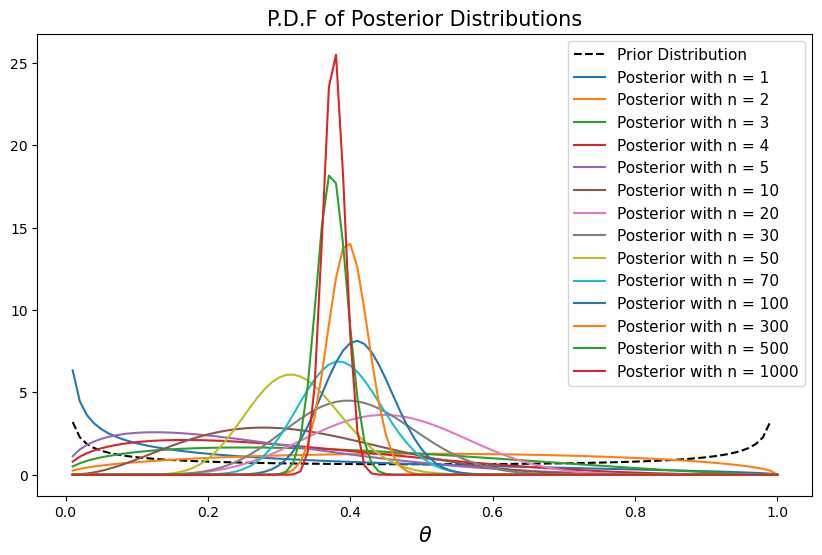 P.D.F of Posterior Distributions
25
20
15
10
5
0
0.0
0.2
0.4
0.6
0.8
1.0
θ
Prior Distribution
Posterior with n = 1
Posterior with n = 2
Posterior with n = 3
Posterior with n = 4
Posterior with n = 5
Posterior with n = 10
Posterior with n = 20
Posterior with n = 30
Posterior with n = 50
Posterior with n = 70
Posterior with n = 100
Posterior with n = 300
Posterior with n = 500
Posterior with n = 1000